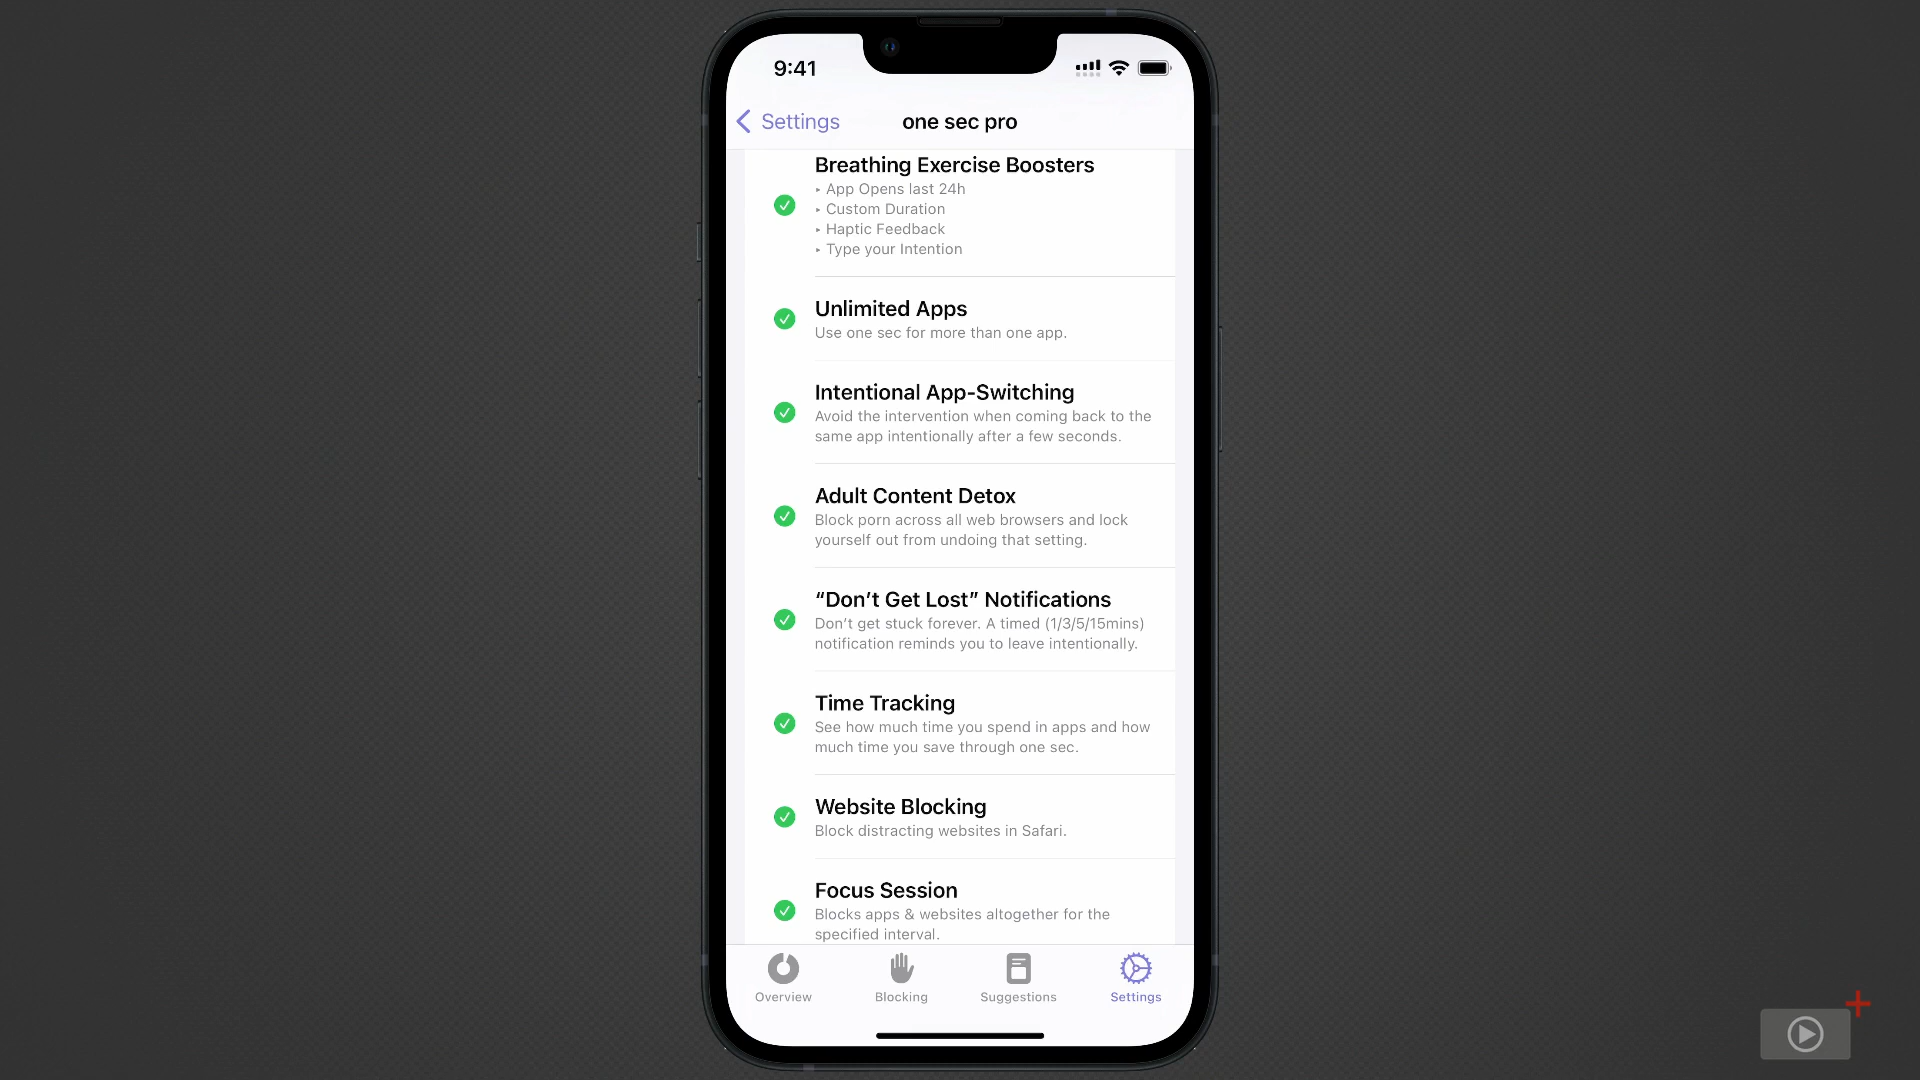 9:41
Settings
one sec pro
Breathing Exercise Boosters
▸ App Opens last 24h
▸ Custom Duration
▸ Haptic Feedback
▸ Type your Intention
Unlimited Apps
Use one sec for more than one app.
Intentional App-Switching
Avoid the intervention when coming back to the
same app intentionally after a few seconds.
Adult Content Detox
Block porn across all web browsers and lock
yourself out from undoing that setting.
“Don’t Get Lost” Notifications
Don’t get stuck forever. A timed (1/3/5/15mins)
notification reminds you to leave intentionally.
Time Tracking
See how much time you spend in apps and how
much time you save through one sec.
Website Blocking
Block distracting websites in Safari.
Focus Session
Blocks apps & websites altogether for the
specified interval.
Overview
Blocking
Suggestions
Settings